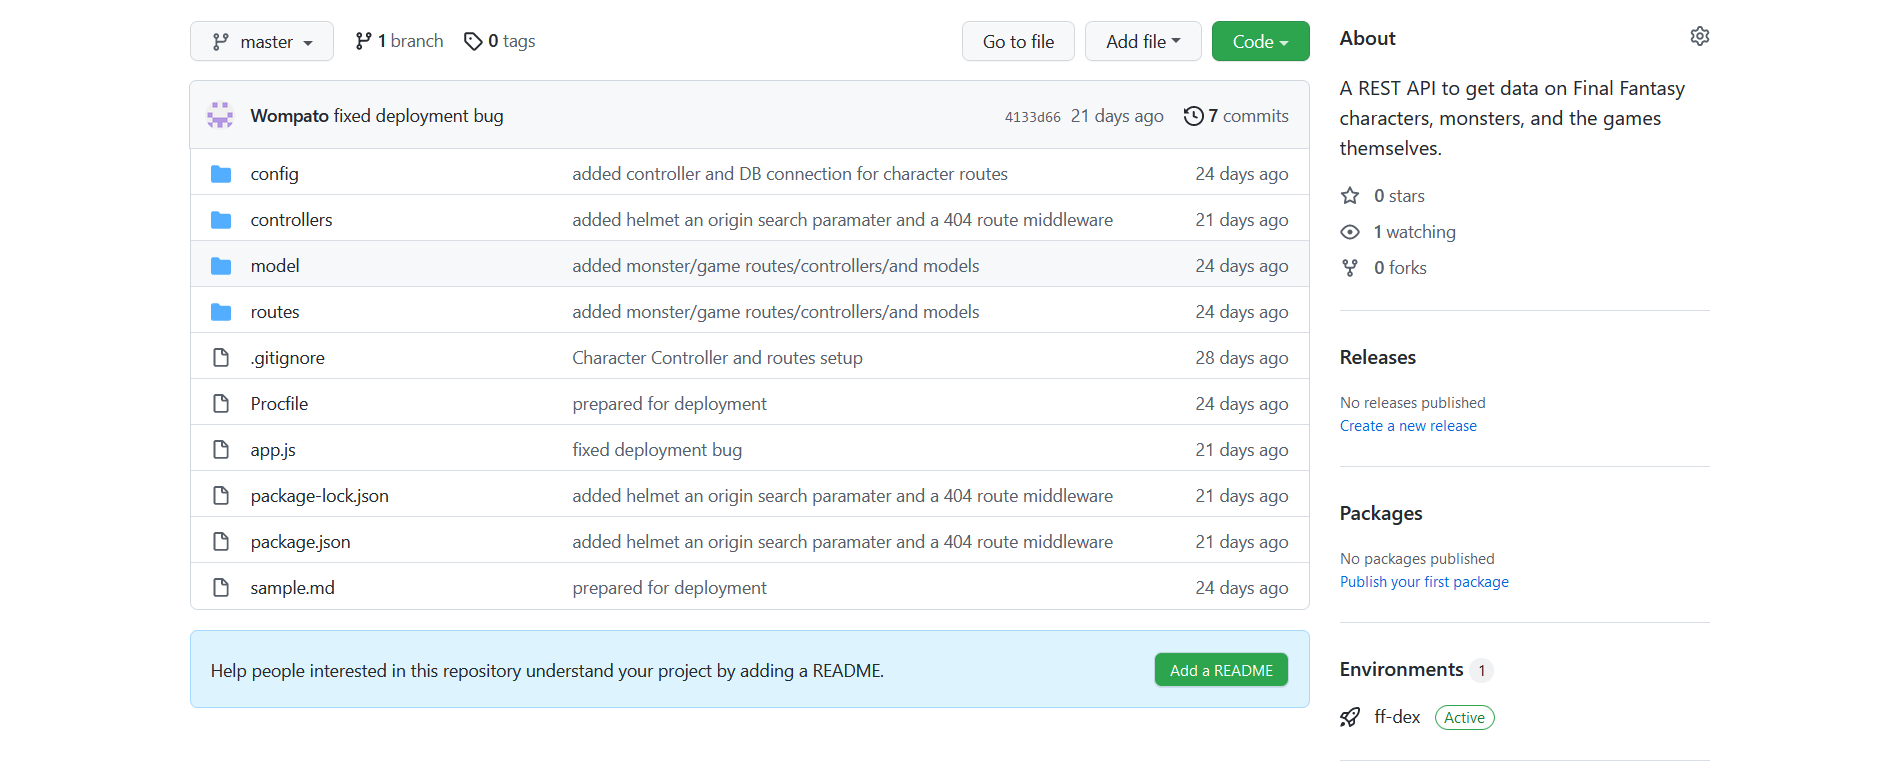 master 1 branch 0 tags Go to file Add file Code
Wompato fixed deployment bug 4133d66 21 days ago 7 commits
config added controller and DB connection for character routes 24 days ago
controllers added helmet an origin search paramater and a 404 route middleware 21 days ago
model added monster/game routes/controllers/and models 24 days ago
routes added monster/game routes/controllers/and models 24 days ago
.gitignore Character Controller and routes setup 28 days ago
Procfile prepared for deployment 24 days ago
app.js fixed deployment bug 21 days ago
package-lock.json added helmet an origin search paramater and a 404 route middleware 21 days ago
package.json added helmet an origin search paramater and a 404 route middleware 21 days ago
sample.md prepared for deployment 24 days ago
Help people interested in this repository understand your project by adding a README. Add a README
About
A REST API to get data on Final Fantasy
characters, monsters, and the games
themselves.
0 stars
1 watching
0 forks
Releases
No releases published
Create a new release
Packages
No packages published
Publish your first package
Environments 1
ff-dex Active